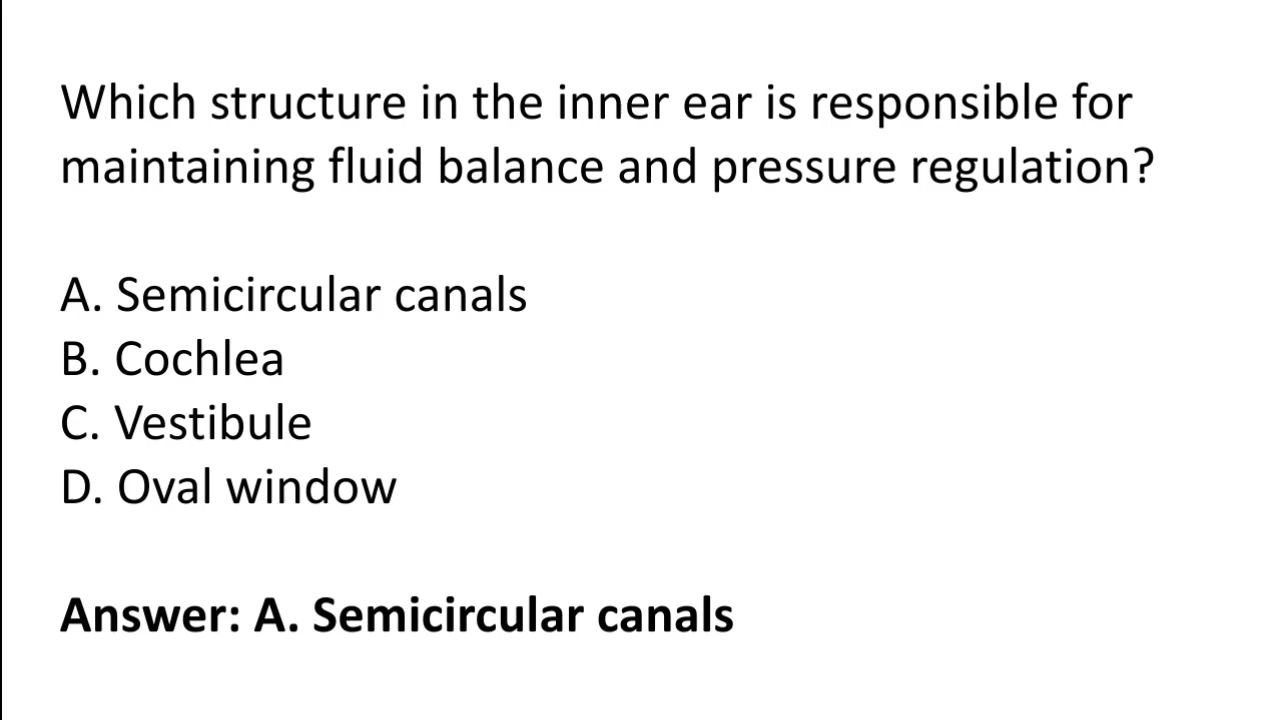 Which structure in the inner ear is responsible for
maintaining fluid balance and pressure regulation?
A. Semicircular canals
B. Cochlea
C. Vestibule
D. Oval window
Answer: A. Semicircular canals